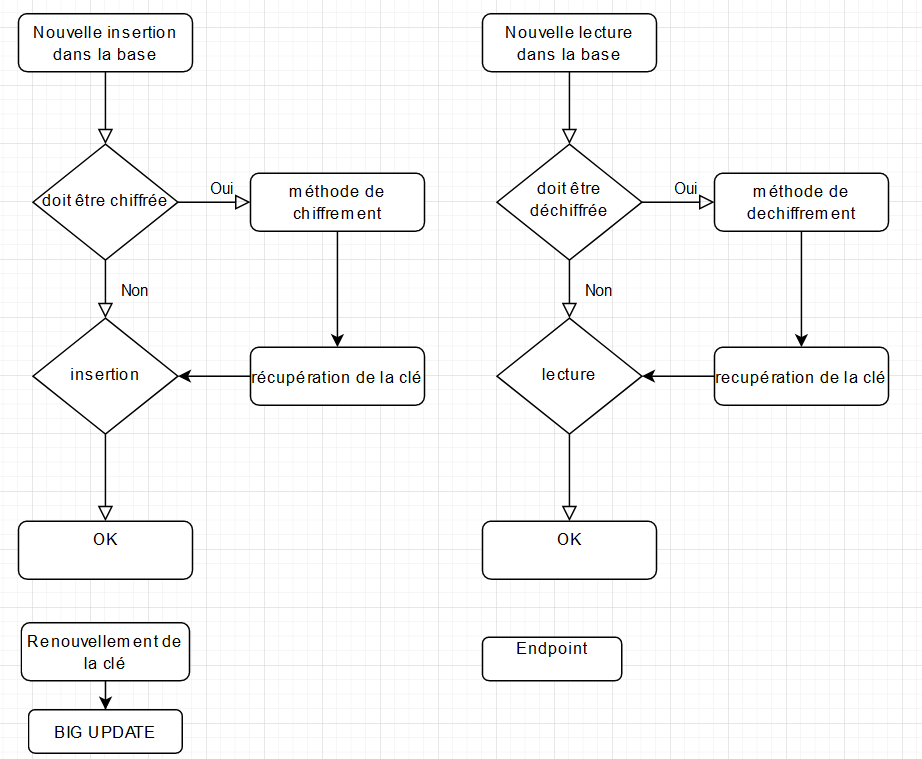 Nouvelle insertion
dans la base
doit être chiffrée
Oui
méthode de
chiffrement
Non
insertion
récupération de la clé
OK
Renouvellement de
la clé
BIG UPDATE
Nouvelle lecture
dans la base
doit être
déchiffrée
Oui
méthode de
dechiffrement
Non
lecture
recupération de la clé
OK
Endpoint